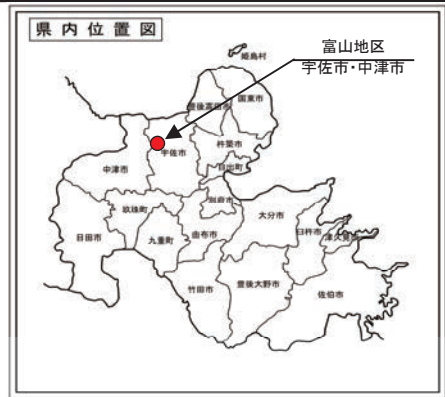 県内位置図
富山地区
宇佐市・中津市
姫島村
豊後高田市
国東市
宇佐市
杵築市
中津市
日出町
別府市
玖珠町
大分市
臼杵市
津久見市
日田市
九重町
由布市
竹田市
豊後大野市
佐伯市